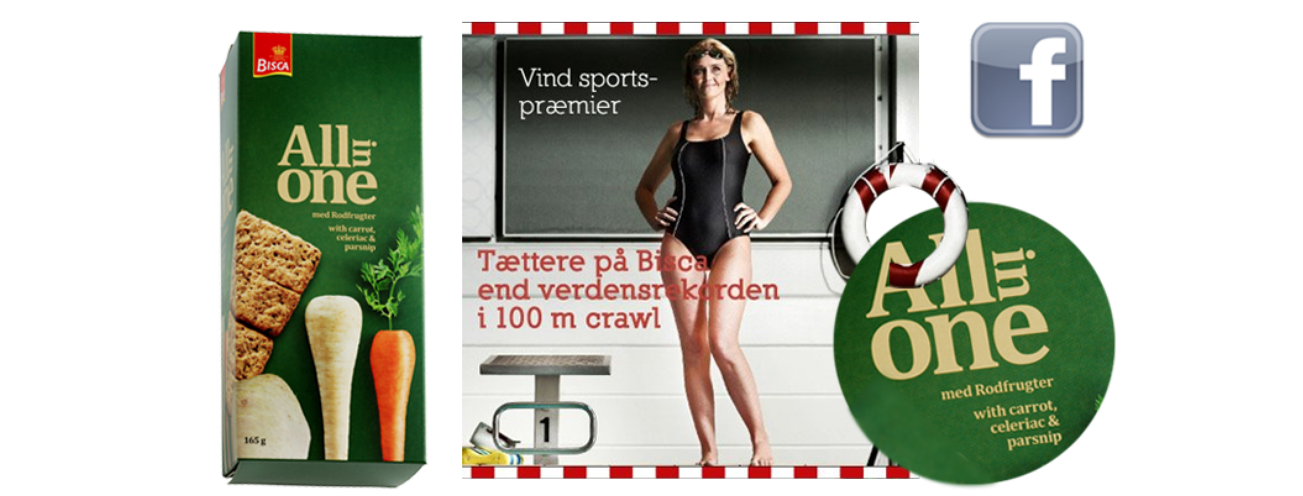 BISCA
All in
one
med Rodfrugter
with carrot,
celeriac &
parsnip
165 g
Vind sports-
præmier
Tættere på Bisca
end verdensrekorden
i 100 m crawl
1
f
All in
one
med Rodfrugter
with carrot,
celeriac &
parsnip